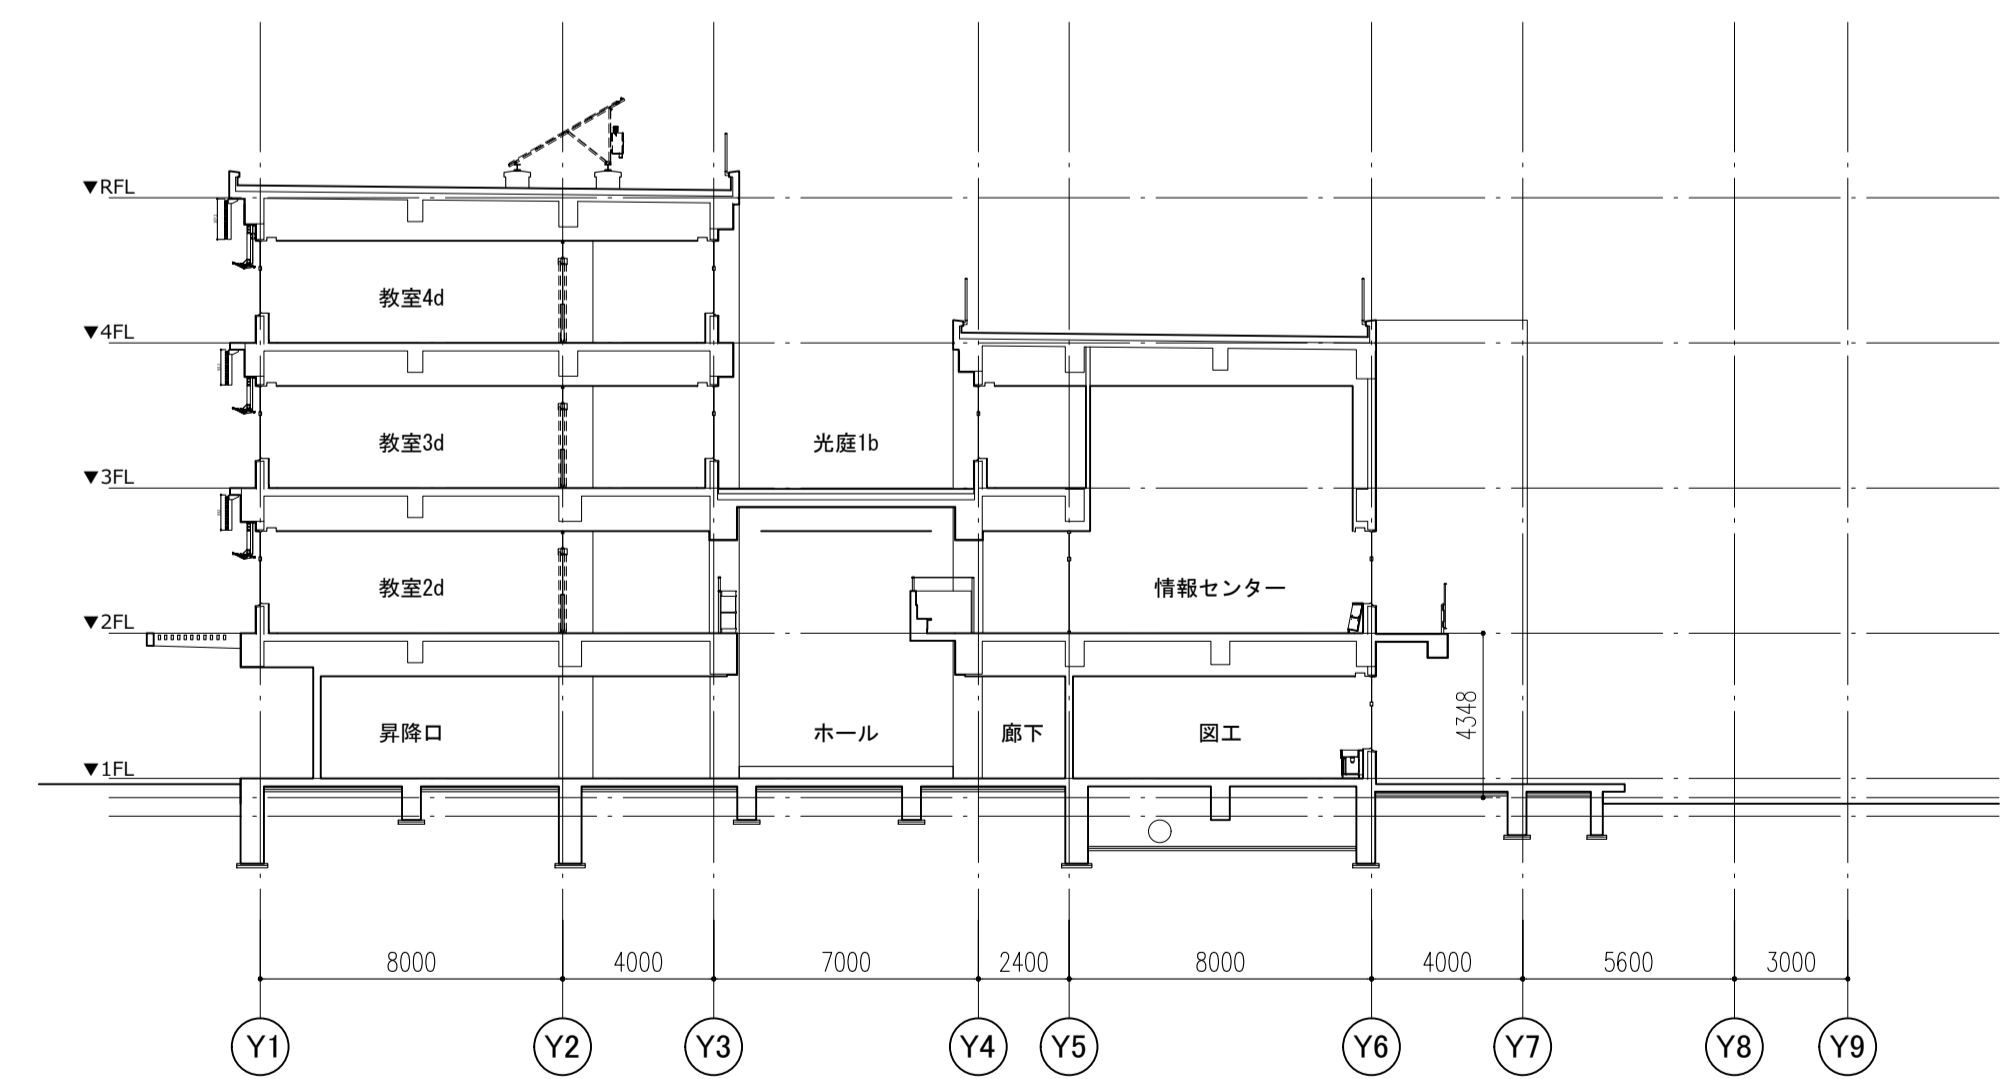 ▼RFL
教室4d
▼4FL
教室3d
光庭1b
▼3FL
教室2d
情報センター
▼2FL
4348
昇降口
ホール
廊下
図工
▼1FL
8000
4000
7000
2400
8000
4000
5600
3000
Y1
Y2
Y3
Y4
Y5
Y6
Y7
Y8
Y9